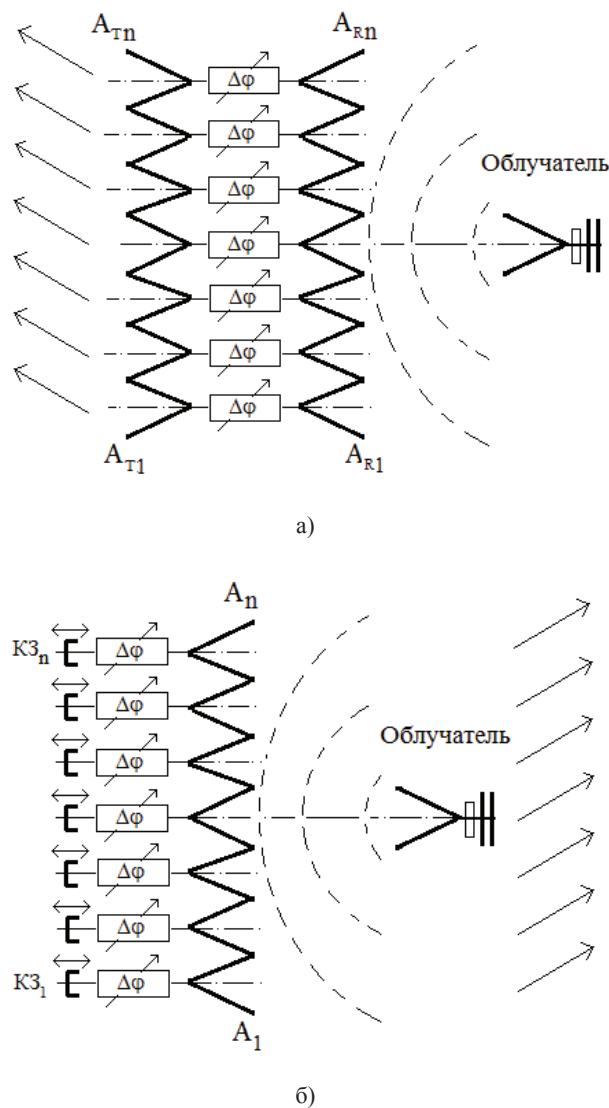 A_Tn A_Rn
Δφ
Δφ
Облучатель
Δφ
Δφ
Δφ
Δφ
Δφ
A_T1 A_R1
а)
A_n
КЗ_n Δφ
Δφ
Δφ
Облучатель
Δφ
Δφ
Δφ
КЗ_1 Δφ
A_1
б)